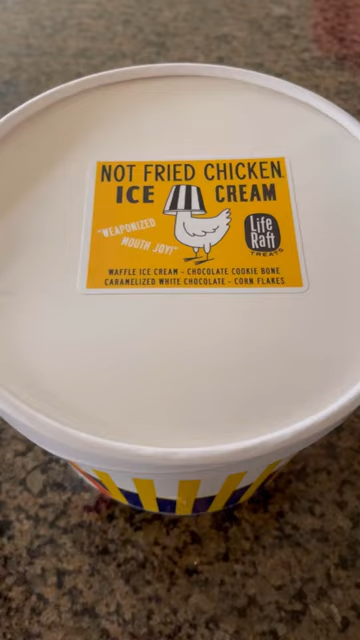 NOT FRIED CHICKEN.
ICE CREAM
"WEAPONIZED
MOUTH JOY!"
Life
Raft
TREATS
WAFFLE ICE CREAM - CHOCOLATE COOKIE BONE
CARAMELIZED WHITE CHOCOLATE - CORN FLAKES